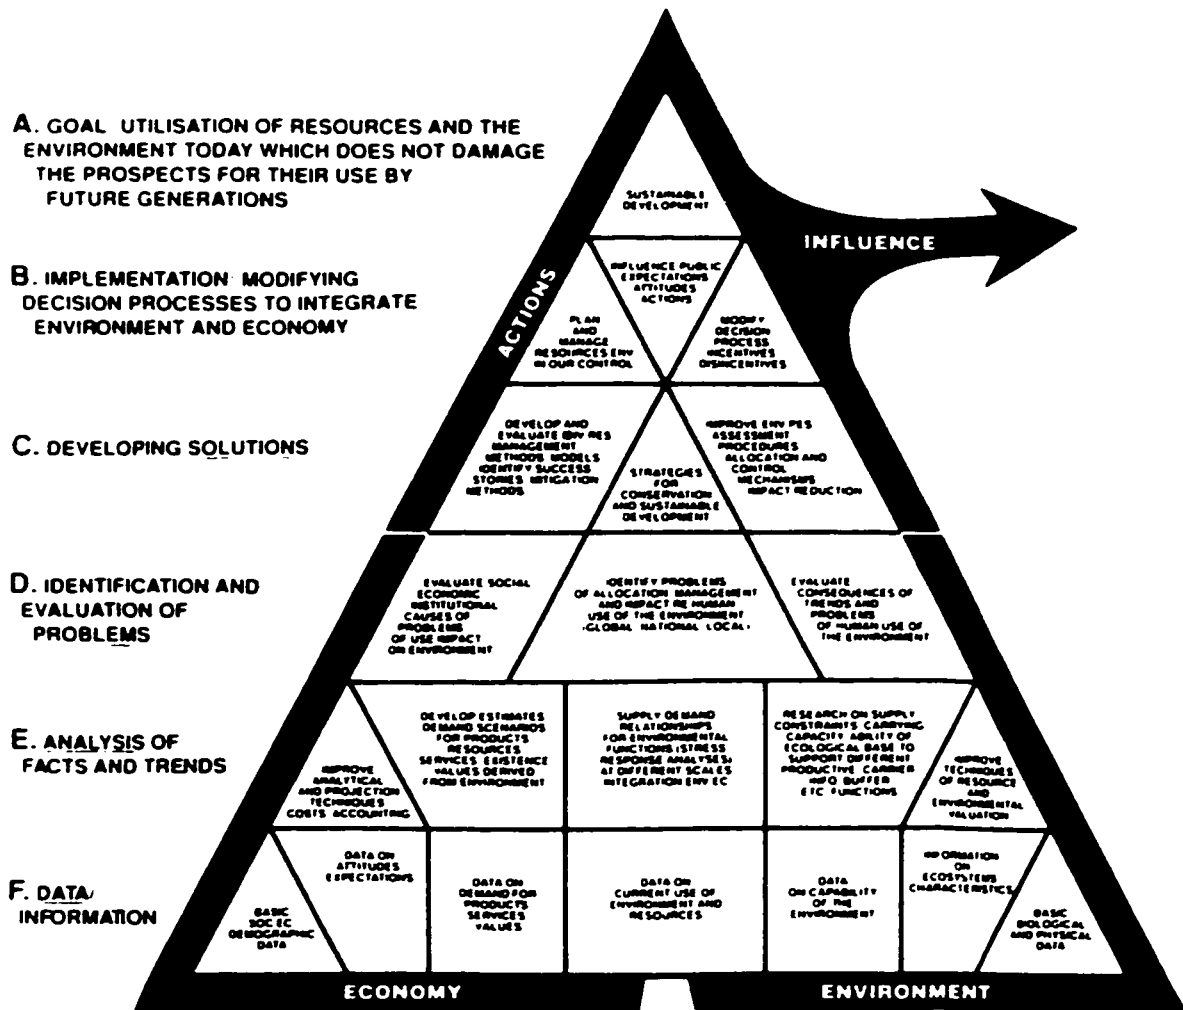 A. GOAL UTILISATION OF RESOURCES AND THE
ENVIRONMENT TODAY WHICH DOES NOT DAMAGE
THE PROSPECTS FOR THEIR USE BY
FUTURE GENERATIONS
SUSTAINABLE
DEVELOPMENT
INFLUENCE
B. IMPLEMENTATION MODIFYING
DECISION PROCESSES TO INTEGRATE
ENVIRONMENT AND ECONOMY
ACTIONS
INFLUENCE PUBLIC
EXPECTATIONS
ATTITUDES
ACTIONS
PLAN
AND
MANAGE
RESOURCES ENV
IN OUR CONTROL
MODIFY
DECISION
PROCESS
INCENTIVES
DISINCENTIVES
C. DEVELOPING SOLUTIONS
DEVELOP AND
EVALUATE ENV RES
MANAGEMENT
METHODS MODELS
IDENTIFY SUCCESS
STORIES MITIGATION
METHODS
STRATEGIES
FOR
CONSERVATION
AND SUSTAINABLE
DEVELOPMENT
IMPROVE ENV RES
ASSESSMENT
PROCEDURES
ALLOCATION AND
CONTROL
MECHANISMS
IMPACT REDUCTION
D. IDENTIFICATION AND
EVALUATION OF
PROBLEMS
EVALUATE SOCIAL
ECONOMIC
INSTITUTIONAL
CAUSES OF
PROBLEMS
OF USE IMPACT
ON ENVIRONMENT
IDENTIFY PROBLEMS
OF ALLOCATION MANAGEMENT
AND IMPACT RE HUMAN
USE OF THE ENVIRONMENT
(GLOBAL NATIONAL LOCAL)
EVALUATE
CONSEQUENCES OF
TRENDS AND
PROBLEMS
OF HUMAN USE OF
THE ENVIRONMENT
E. ANALYSIS OF
FACTS AND TRENDS
IMPROVE
ANALYTICAL
AND PROJECTION
TECHNIQUES
COSTS ACCOUNTING
DEVELOP ESTIMATES
DEMAND SCENARIOS
FOR PRODUCTS
RESOURCES
SERVICES EXISTENCE
VALUES DERIVED
FROM ENVIRONMENT
SUPPLY DEMAND
RELATIONSHIPS
FOR ENVIRONMENTAL
FUNCTIONS (STRESS
RESPONSE ANALYSES)
AT DIFFERENT SCALES
INTEGRATION ENV EC
RESEARCH ON SUPPLY
CONSTRAINTS CARRYING
CAPACITY ABILITY OF
ECOLOGICAL BASE TO
SUPPORT DIFFERENT
PRODUCTIVE CARRIER
INFO BUFFER
ETC FUNCTIONS
IMPROVE
TECHNIQUES
OF RESOURCE
AND
ENVIRONMENTAL
VALUATION
F. DATA/
INFORMATION
BASIC
SOC EC
DEMOGRAPHIC
DATA
DATA ON
ATTITUDES
EXPECTATIONS
DATA ON
DEMAND FOR
PRODUCTS
SERVICES
VALUES
DATA ON
CURRENT USE OF
ENVIRONMENT AND
RESOURCES
DATA
ON CAPABILITY
OF THE
ENVIRONMENT
INFORMATION
ON
ECOSYSTEMS
CHARACTERISTICS
BASIC
BIOLOGICAL
AND PHYSICAL
DATA
ECONOMY
ENVIRONMENT